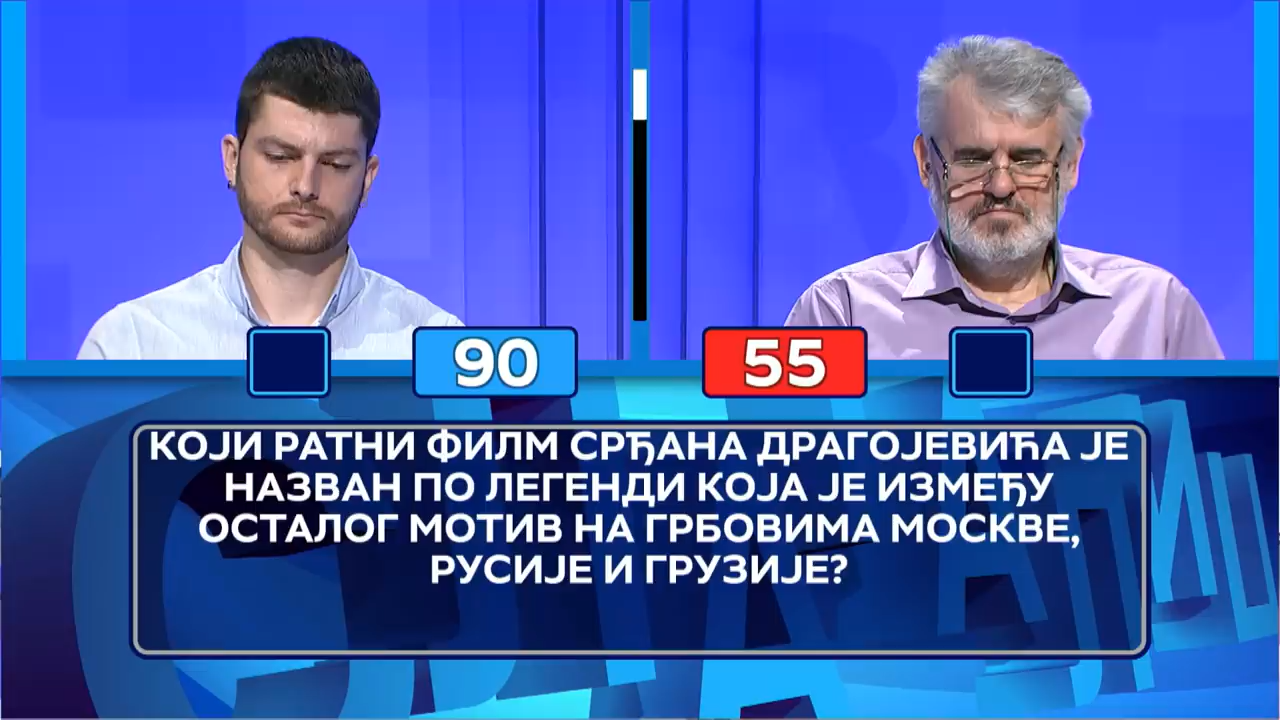 90
55
КОЈИ РАТНИ ФИЛМ СРЂАНА ДРАГОЈЕВИЋА ЈЕ
НАЗВАН ПО ЛЕГЕНДИ КОЈА ЈЕ ИЗМЕЂУ
ОСТАЛОГ МОТИВ НА ГРБОВИМА МОСКВЕ,
РУСИЈЕ И ГРУЗИЈЕ?